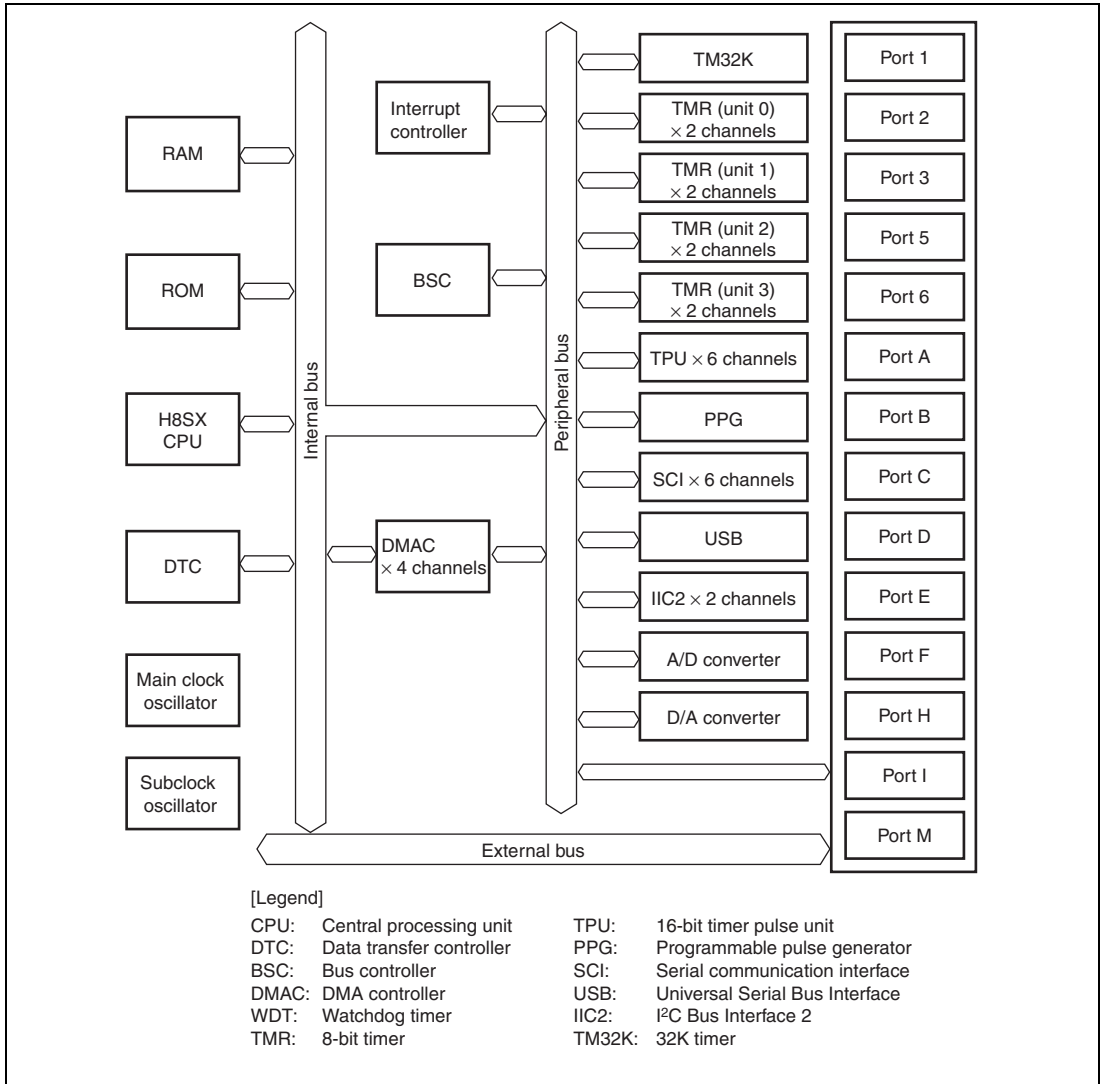 RAM
ROM
H8SX
CPU
DTC
Main clock
oscillator
Subclock
oscillator
Internal bus
Interrupt
controller
BSC
DMAC
× 4 channels
Peripheral bus
TM32K
TMR (unit 0)
× 2 channels
TMR (unit 1)
× 2 channels
TMR (unit 2)
× 2 channels
TMR (unit 3)
× 2 channels
TPU × 6 channels
PPG
SCI × 6 channels
USB
IIC2 × 2 channels
A/D converter
D/A converter
Port 1
Port 2
Port 3
Port 5
Port 6
Port A
Port B
Port C
Port D
Port E
Port F
Port H
Port I
Port M
External bus
[Legend]
CPU: Central processing unit
DTC: Data transfer controller
BSC: Bus controller
DMAC: DMA controller
WDT: Watchdog timer
TMR: 8-bit timer
TPU: 16-bit timer pulse unit
PPG: Programmable pulse generator
SCI: Serial communication interface
USB: Universal Serial Bus Interface
IIC2: I²C Bus Interface 2
TM32K: 32K timer